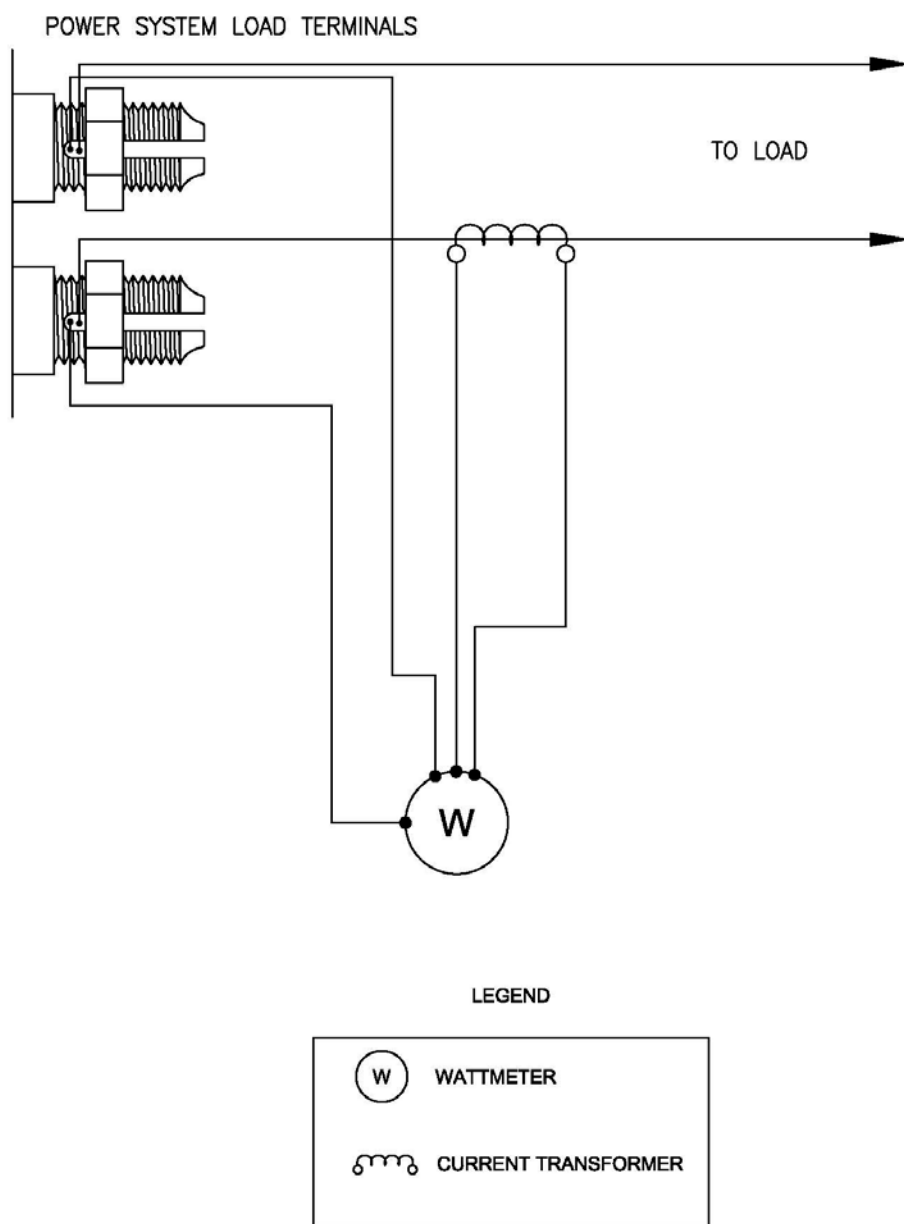 POWER SYSTEM LOAD TERMINALS
TO LOAD
W
LEGEND
W WATTMETER
CURRENT TRANSFORMER